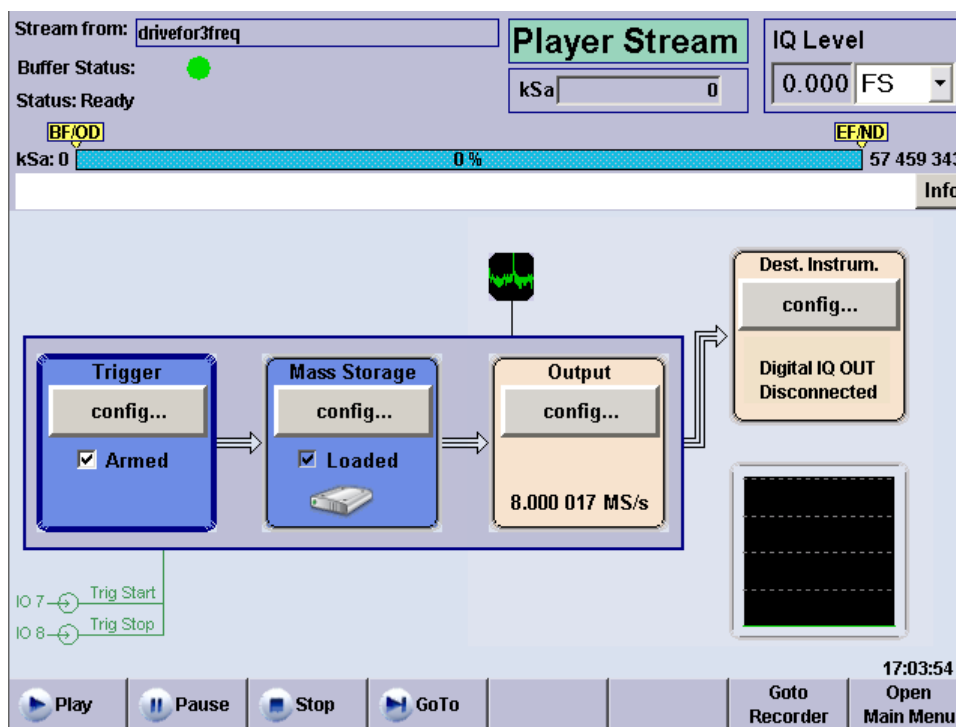 Stream from: drivefor3freq
Player Stream
IQ Level
Buffer Status:
kSa 0
0.000 FS
Status: Ready
BF/OD
EF/ND
kSa: 0
0 %
57 459 343
Info
Dest. Instrum.
config...
Digital IQ OUT
Disconnected
Trigger
config...
Armed
Mass Storage
config...
Loaded
Output
config...
8.000 017 MS/s
IO 7
Trig Start
IO 8
Trig Stop
17:03:54
Play
Pause
Stop
GoTo
Goto
Recorder
Open
Main Menu